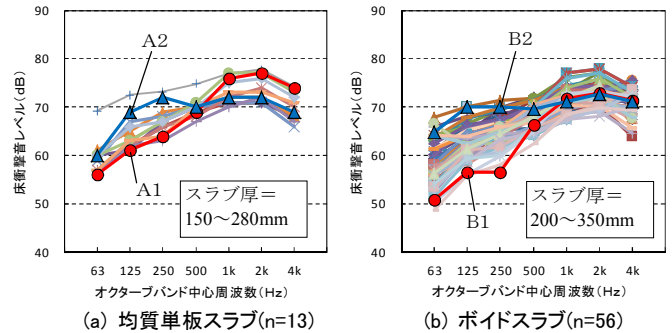 90
80
70
60
50
40
床衝撃音レベル(dB)
A2
A1
スラブ厚=
150~280mm
63 125 250 500 1k 2k 4k
オクターブバンド中心周波数(Hz)
(a) 均質単板スラブ(n=13)
90
80
70
60
50
40
床衝撃音レベル(dB)
B2
B1
スラブ厚=
200~350mm
63 125 250 500 1k 2k 4k
オクターブバンド中心周波数(Hz)
(b) ボイドスラブ(n=56)